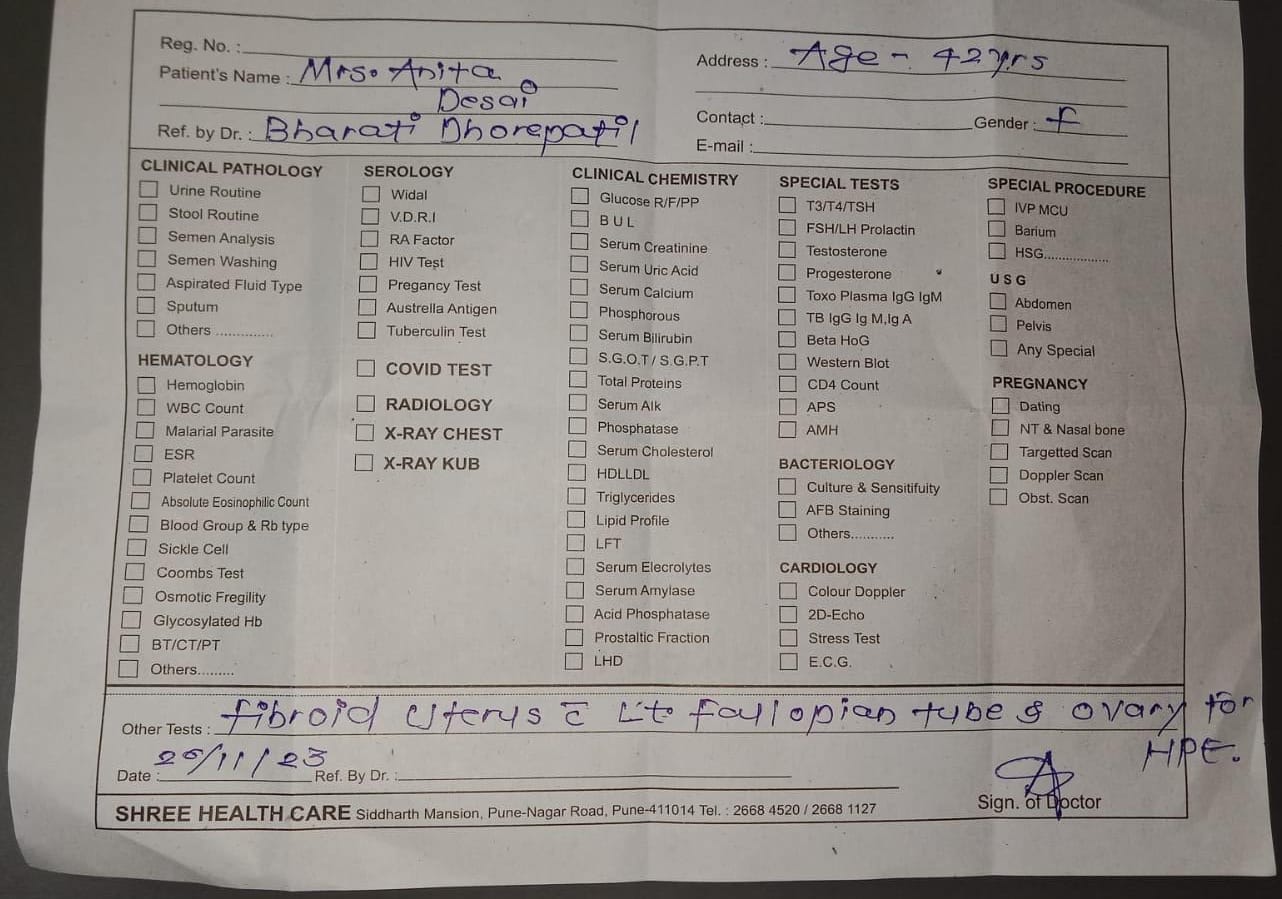 Reg. No. :
Patient's Name : Mrs. Anita
Desai
Ref. by Dr. : Bharati Dhorepatil
Address : Age - 42 yrs
Contact :
Gender : F
E-mail :
CLINICAL PATHOLOGY
Urine Routine
Stool Routine
Semen Analysis
Semen Washing
Aspirated Fluid Type
Sputum
Others ..............
HEMATOLOGY
Hemoglobin
WBC Count
Malarial Parasite
ESR
Platelet Count
Absolute Eosinophilic Count
Blood Group & Rb type
Sickle Cell
Coombs Test
Osmotic Fregility
Glycosylated Hb
BT/CT/PT
Others.........
SEROLOGY
Widal
V.D.R.I
RA Factor
HIV Test
Pregancy Test
Austrella Antigen
Tuberculin Test
COVID TEST
RADIOLOGY
X-RAY CHEST
X-RAY KUB
CLINICAL CHEMISTRY
Glucose R/F/PP
B U L
Serum Creatinine
Serum Uric Acid
Serum Calcium
Phosphorous
Serum Bilirubin
S.G.O.T / S.G.P.T
Total Proteins
Serum Alk
Phosphatase
Serum Cholesterol
HDLLDL
Triglycerides
Lipid Profile
LFT
Serum Elecrolytes
Serum Amylase
Acid Phosphatase
Prostaltic Fraction
LHD
SPECIAL TESTS
T3/T4/TSH
FSH/LH Prolactin
Testosterone
Progesterone
Toxo Plasma IgG IgM
TB IgG Ig M,Ig A
Beta HoG
Western Blot
CD4 Count
APS
AMH
BACTERIOLOGY
Culture & Sensitifuity
AFB Staining
Others...........
CARDIOLOGY
Colour Doppler
2D-Echo
Stress Test
E.C.G.
SPECIAL PROCEDURE
IVP MCU
Barium
HSG.................
U S G
Abdomen
Pelvis
Any Special
PREGNANCY
Dating
NT & Nasal bone
Targetted Scan
Doppler Scan
Obst. Scan
Other Tests : fibroid Uterus c̄ Lt fallopian tube & ovary for
HPE.
Date : /11/23 Ref. By Dr. :
Sign. of Doctor
SHREE HEALTH CARE Siddharth Mansion, Pune-Nagar Road, Pune-411014 Tel. : 2668 4520 / 2668 1127